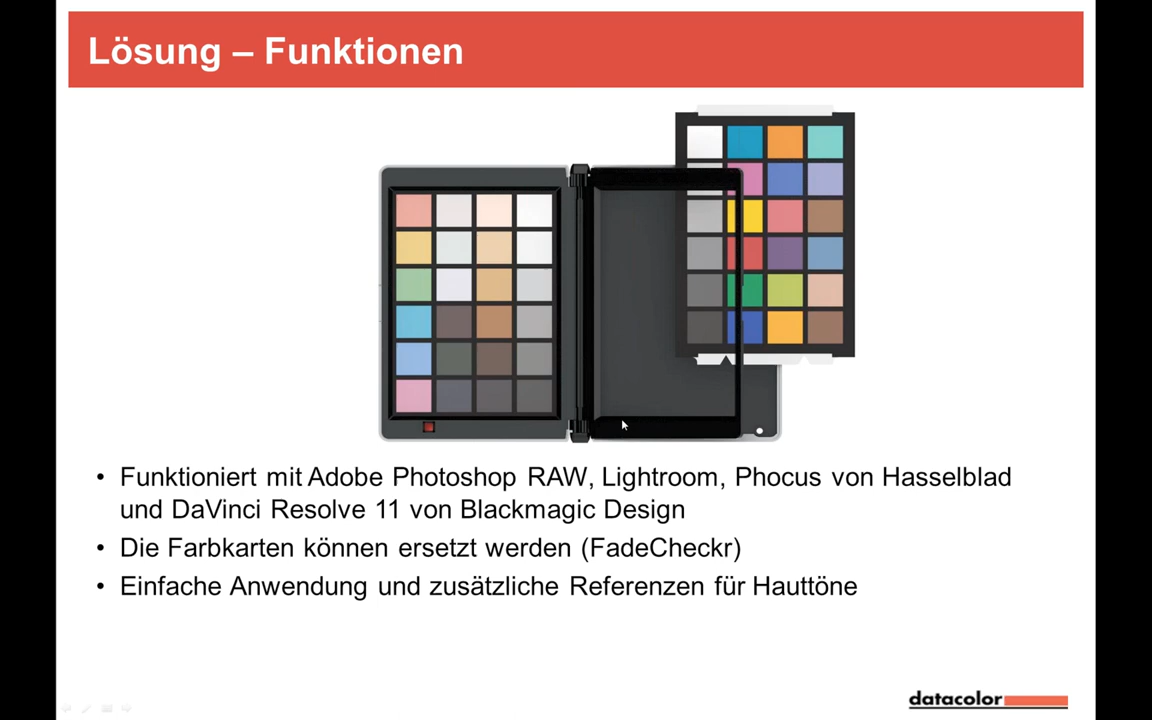 Lösung – Funktionen
• Funktioniert mit Adobe Photoshop RAW, Lightroom, Phocus von Hasselblad
und DaVinci Resolve 11 von Blackmagic Design
• Die Farbkarten können ersetzt werden (FadeCheckr)
• Einfache Anwendung und zusätzliche Referenzen für Hauttöne
datacolor